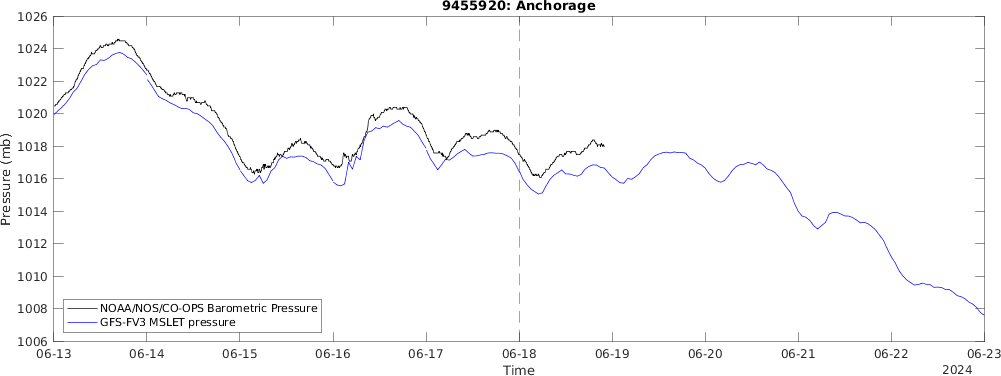 9455920: Anchorage
1026
1024
1022
1020
1018
1016
1014
1012
1010
1008
1006
Pressure (mb)
NOAA/NOS/CO-OPS Barometric Pressure
GFS-FV3 MSLET pressure
06-13 06-14 06-15 06-16 06-17 06-18 06-19 06-20 06-21 06-22 06-23
Time
2024